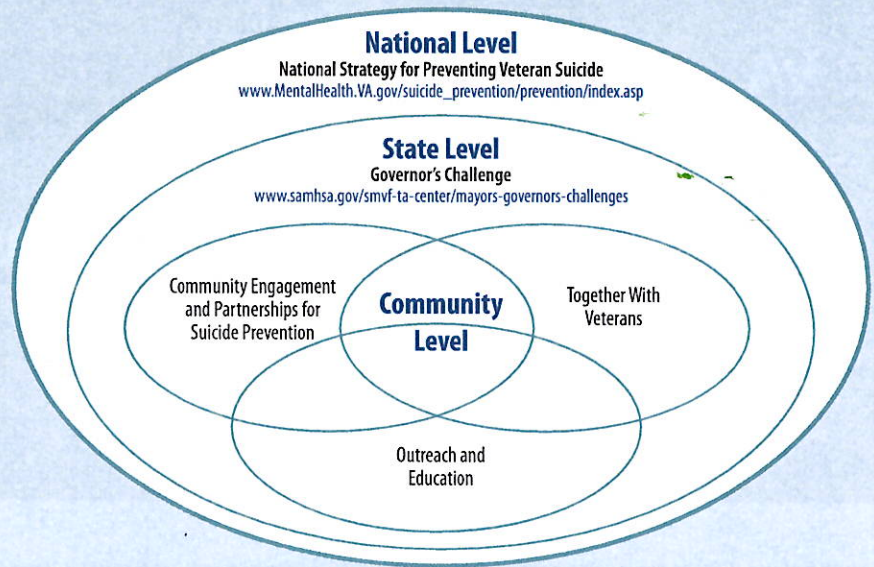 National Level
National Strategy for Preventing Veteran Suicide
www.MentalHealth.VA.gov/suicide_prevention/prevention/index.asp
State Level
Governor's Challenge
www.samhsa.gov/smvf-ta-center/mayors-governors-challenges
Community Engagement
and Partnerships for
Suicide Prevention
Community
Level
Together With
Veterans
Outreach and
Education